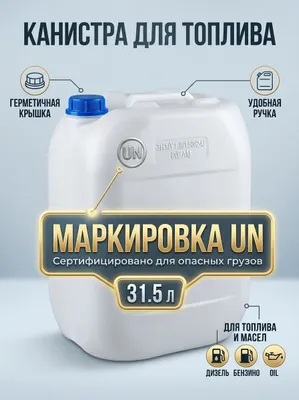 КАНИСТРА ДЛЯ ТОПЛИВА
ГЕРМЕТИЧНАЯ
КРЫШКА
УДОБНАЯ
РУЧКА
UN
МАРКИРОВКА UN
Сертифицировано для опасных грузов
31.5 л
ДЛЯ ТОПЛИВА
И МАСЕЛ
ДИЗЕЛЬ БЕНЗИНО OIL